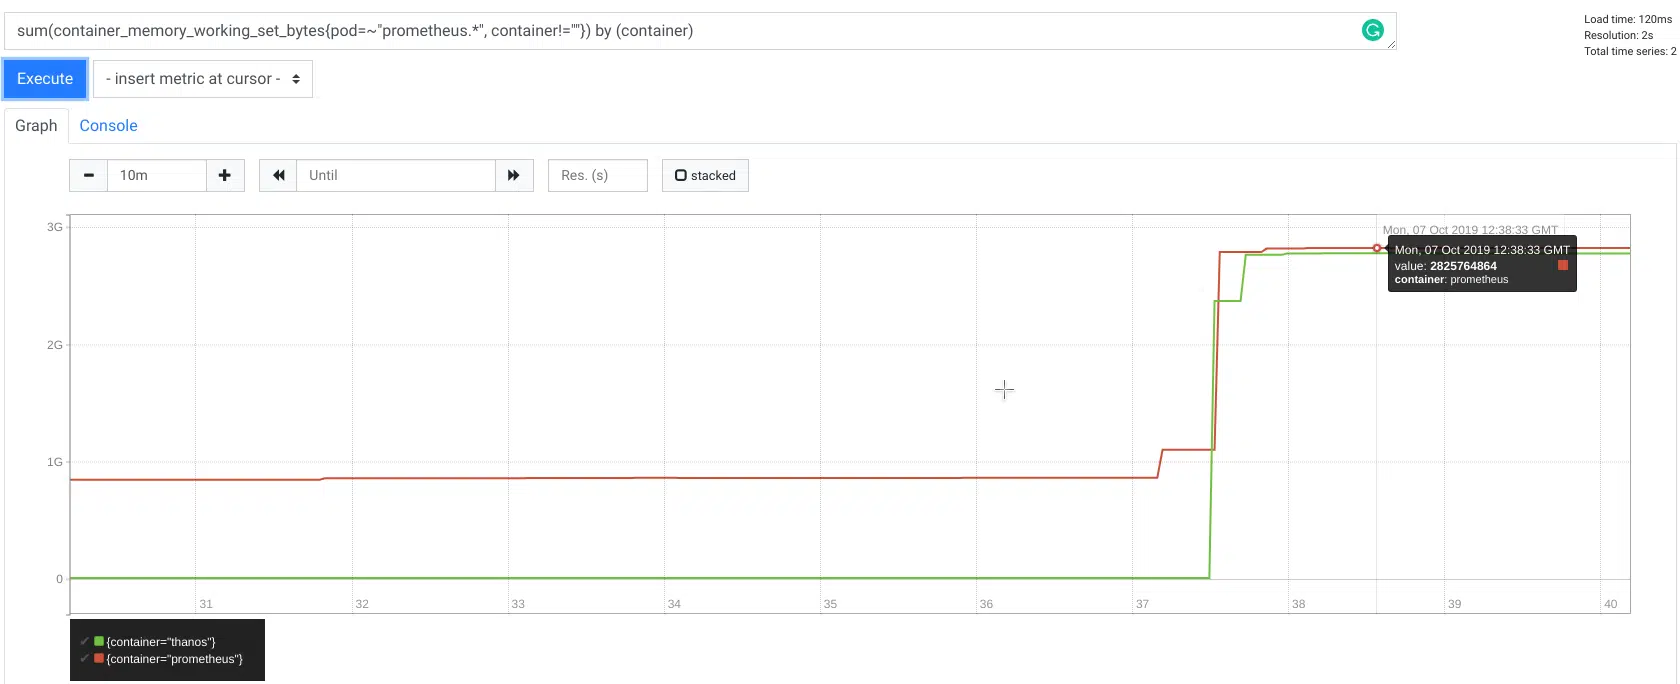 sum(container_memory_working_set_bytes{pod=~"prometheus.*", container!=""}) by (container)
Load time: 120ms
Resolution: 2s
Total time series: 2
Execute
- insert metric at cursor -
Graph
Console
10m
Until
Res. (s)
stacked
3G
2G
1G
0
Mon, 07 Oct 2019 12:38:33 GMT
Mon, 07 Oct 2019 12:38:33 GMT
value: 2825764864
container: prometheus
31
32
33
34
35
36
37
38
39
40
{container="thanos"}
{container="prometheus"}